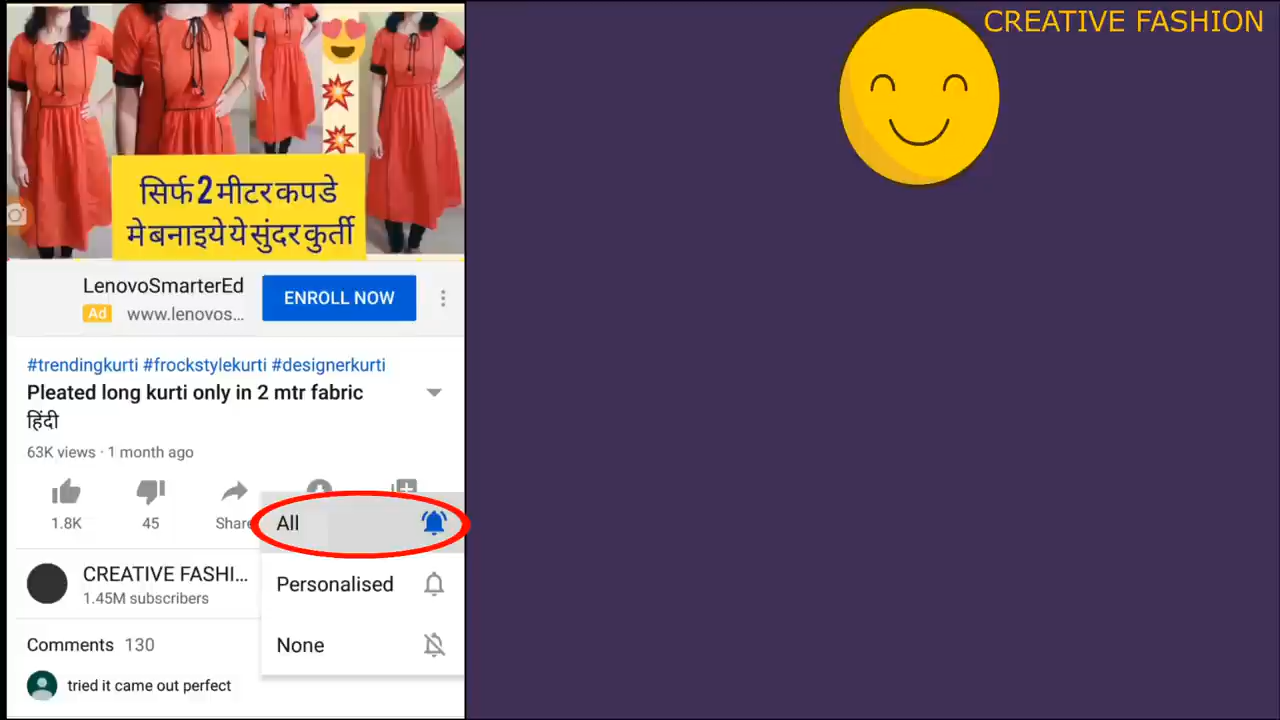 CREATIVE FASHION
सिर्फ 2 मीटर कपडे
मे बनाइये ये सुंदर कुर्ती
LenovoSmarterEd
Ad www.lenovos...
ENROLL NOW
#trendingkurti #frockstylekurti #designerkurti
Pleated long kurti only in 2 mtr fabric
हिंदी
63K views · 1 month ago
1.8K 45 Share
All
CREATIVE FASHI...
1.45M subscribers
Personalised
None
Comments 130
tried it came out perfect